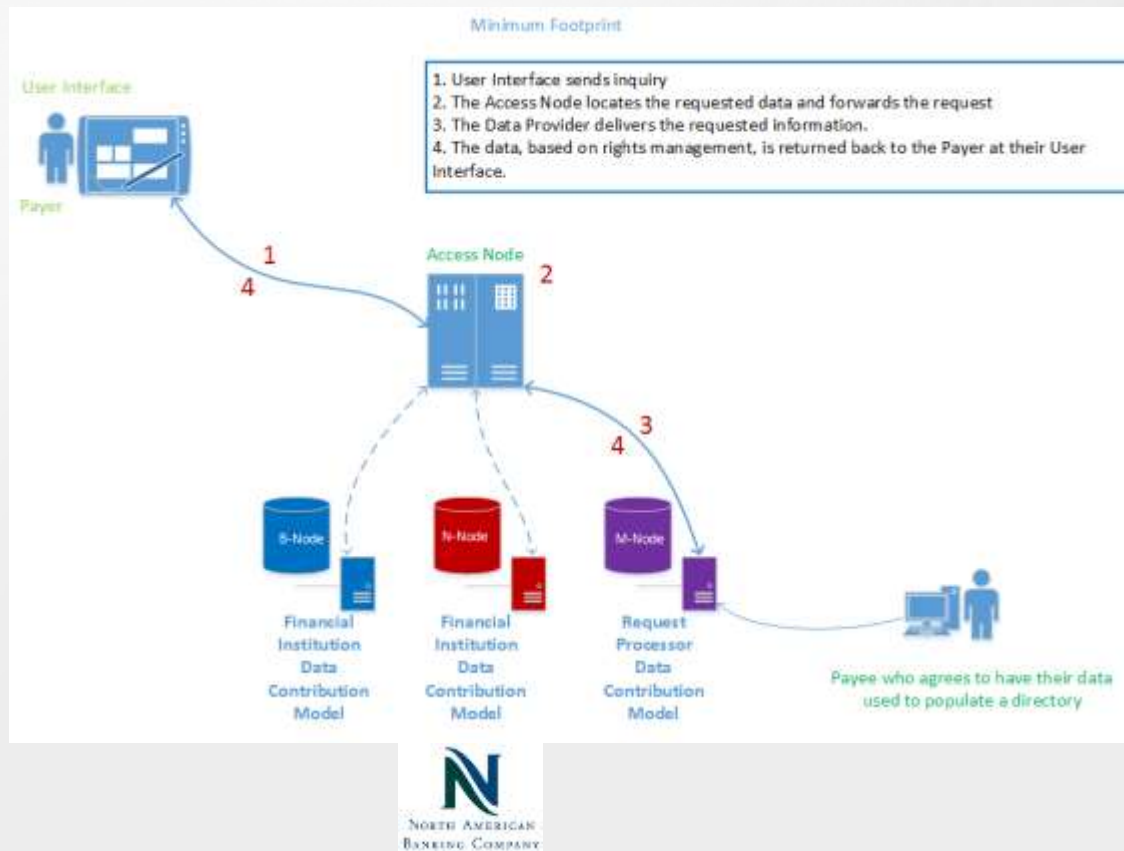 Minimum Footprint
1. User Interface sends inquiry
2. The Access Node locates the requested data and forwards the request
3. The Data Provider delivers the requested information.
4. The data, based on rights management, is returned back to the Payer at their User
Interface.
User Interface
Payer
1
4
Access Node
2
3
4
B-Node
N-Node
M-Node
Financial
Institution
Data
Contribution
Model
Financial
Institution
Data
Contribution
Model
Request
Processor
Data
Contribution
Model
Payee who agrees to have their data
used to populate a directory
NORTH AMERICAN
BANKING COMPANY